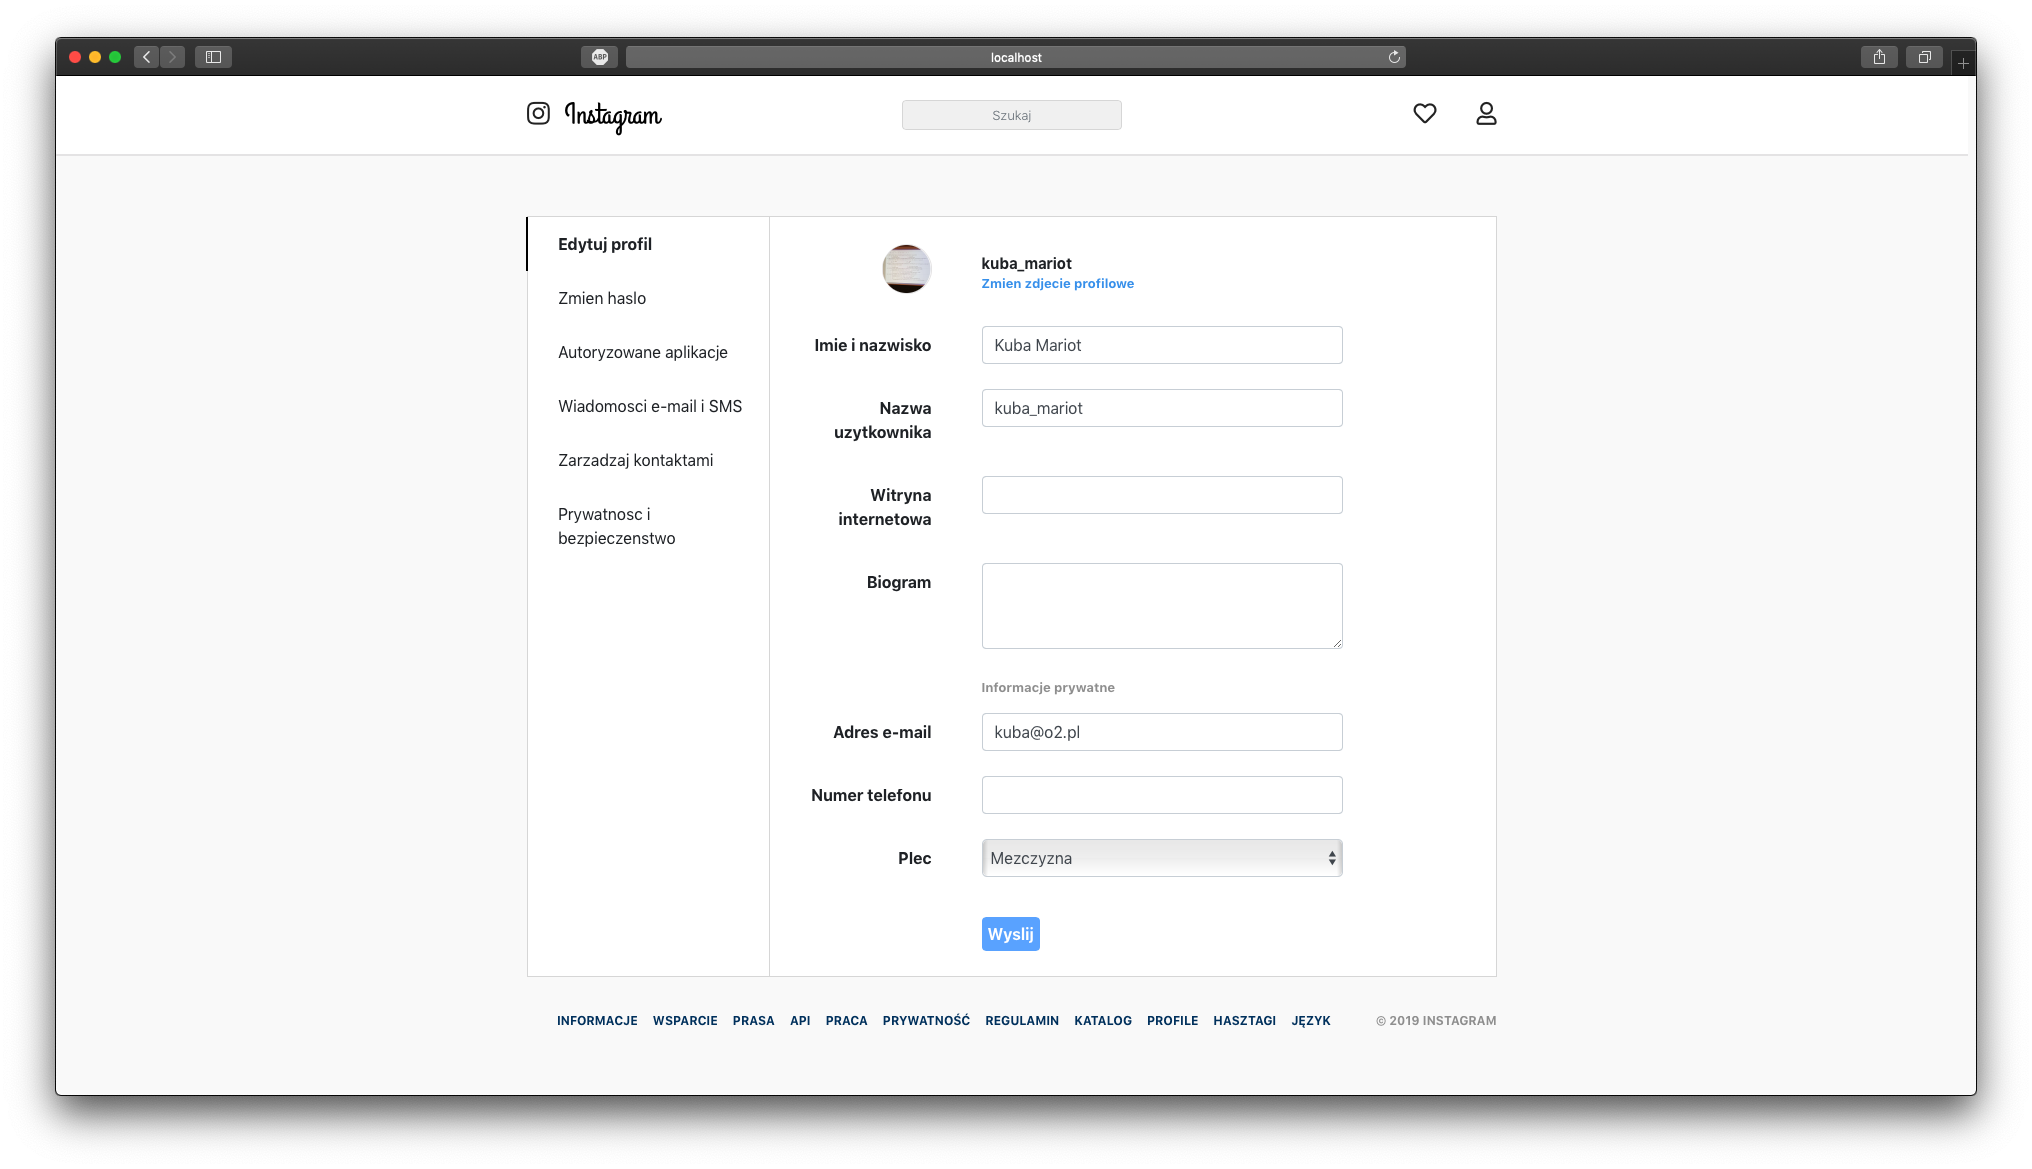 ABP
localhost
Instagram
Szukaj
Edytuj profil
Zmien haslo
Autoryzowane aplikacje
Wiadomosci e-mail i SMS
Zarzadzaj kontaktami
Prywatnosc i
bezpieczenstwo
kuba_mariot
Zmien zdjecie profilowe
Imie i nazwisko
Kuba Mariot
Nazwa
uzytkownika
kuba_mariot
Witryna
internetowa
Biogram
Informacje prywatne
Adres e-mail
kuba@o2.pl
Numer telefonu
Plec
Mezczyzna
Wyslij
INFORMACJE WSPARCIE PRASA API PRACA PRYWATNOŚĆ REGULAMIN KATALOG PROFILE HASZTAGI JĘZYK © 2019 INSTAGRAM